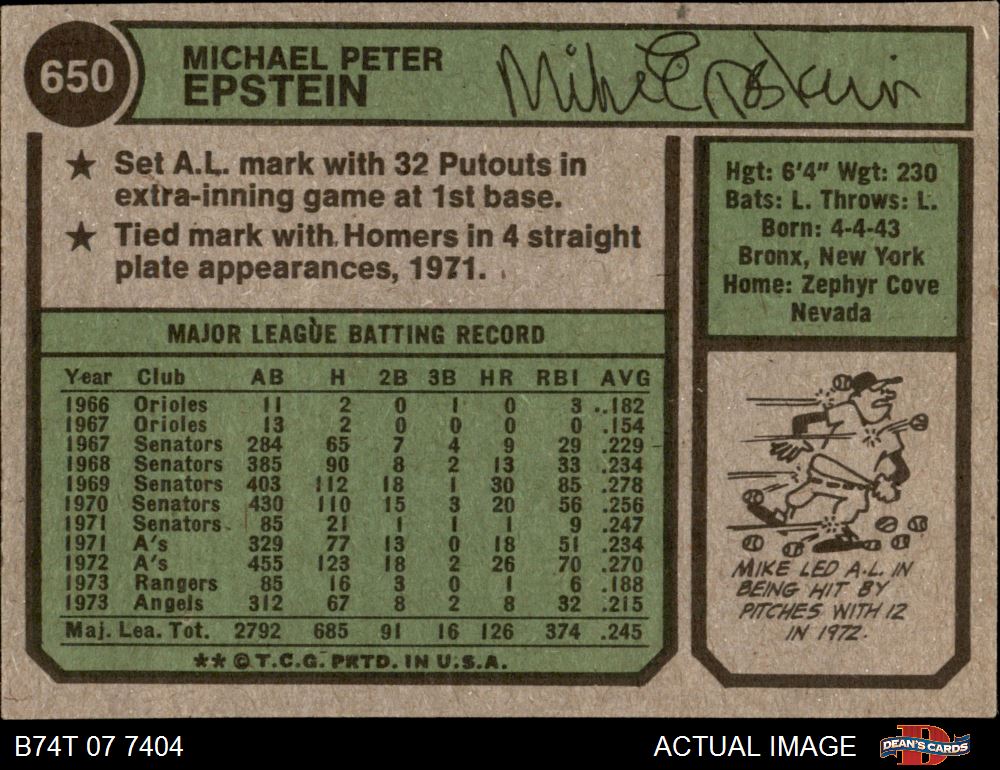 650
MICHAEL PETER
EPSTEIN
Mike Epstein
★ Set A.L. mark with 32 Putouts in
extra-inning game at 1st base.
★ Tied mark with Homers in 4 straight
plate appearances, 1971.
Hgt: 6'4" Wgt: 230
Bats: L. Throws: L.
Born: 4-4-43
Bronx, New York
Home: Zephyr Cove
Nevada
MAJOR LEAGUE BATTING RECORD
Year Club AB H 2B 3B HR RBI AVG
1966 Orioles 11 2 0 1 0 3 .182
1967 Orioles 13 2 0 0 0 0 .154
1967 Senators 284 65 7 4 9 29 .229
1968 Senators 385 90 8 2 13 33 .234
1969 Senators 403 112 18 1 30 85 .278
1970 Senators 430 110 15 3 20 56 .256
1971 Senators 85 21 1 1 1 9 .247
1971 A's 329 77 13 0 18 51 .234
1972 A's 455 123 18 2 26 70 .270
1973 Rangers 85 16 3 0 1 6 .188
1973 Angels 312 67 8 2 8 32 .215
Maj. Lea. Tot. 2792 685 91 16 126 374 .245
** © T.C.G. PRTD. IN U.S.A.
MIKE LED A.L. IN
BEING HIT BY
PITCHES WITH 12
IN 1972.
B74T 07 7404
ACTUAL IMAGE
D
DEAN'S CARDS